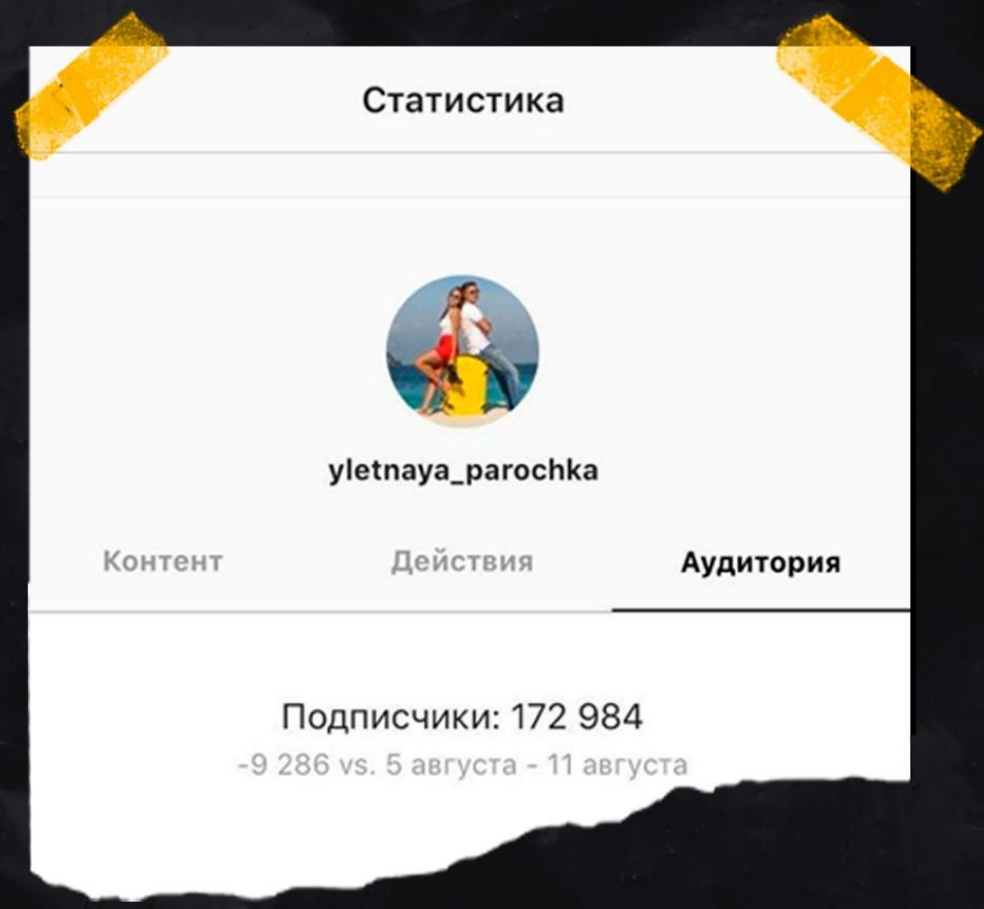 Статистика
yletnaya_parochka
Контент Действия Аудитория
Подписчики: 172 984
-9 286 vs. 5 августа - 11 августа